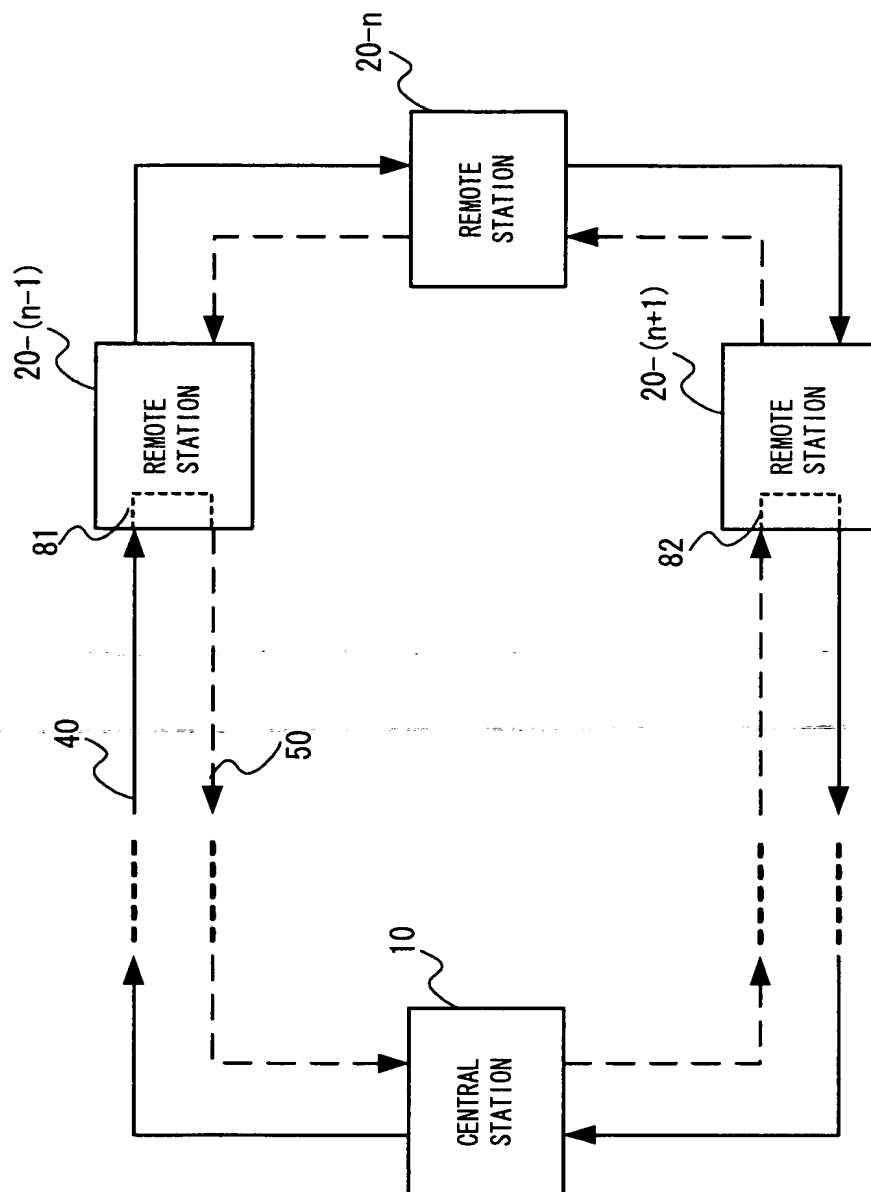 20-n
REMOTE
STATION
20-(n-1)
REMOTE
STATION
81
20-(n+1)
REMOTE
STATION
82
40
50
10
CENTRAL
STATION